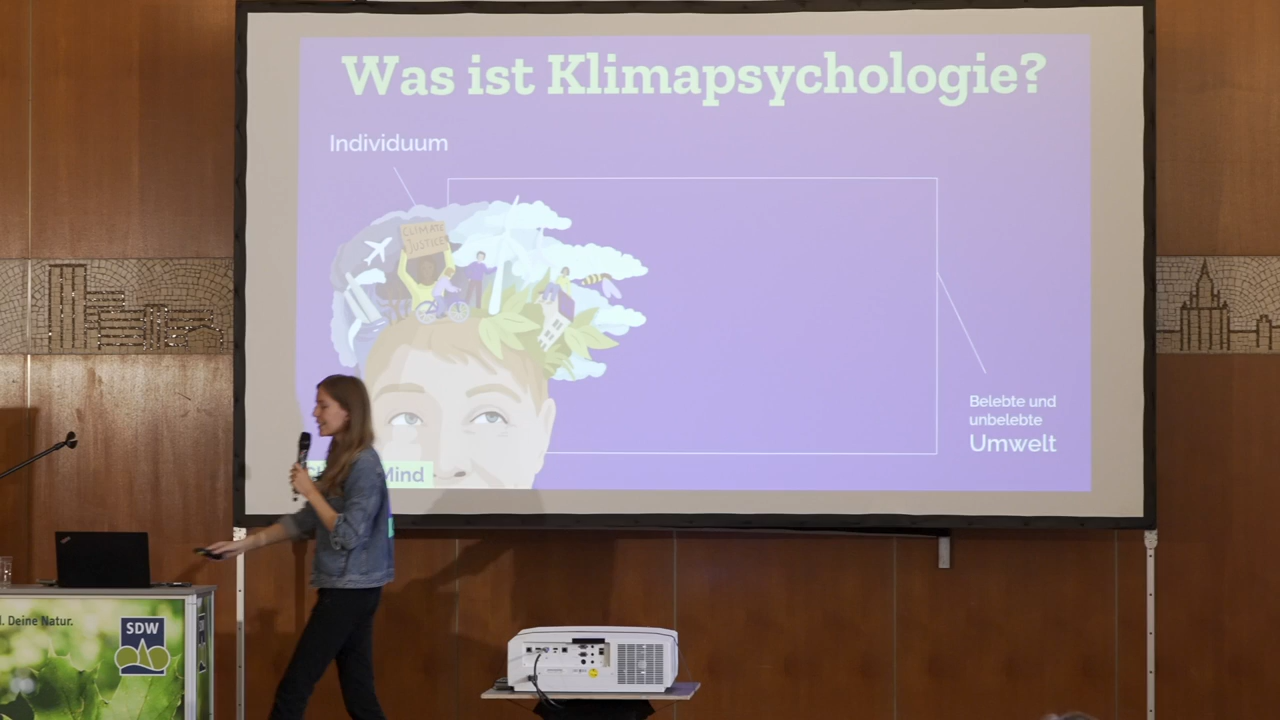 Was ist Klimapsychologie?
Individuum
CLIMATE
JUSTICE
Belebte und
unbelebte
Umwelt
Mind
Deine Natur.
SDW